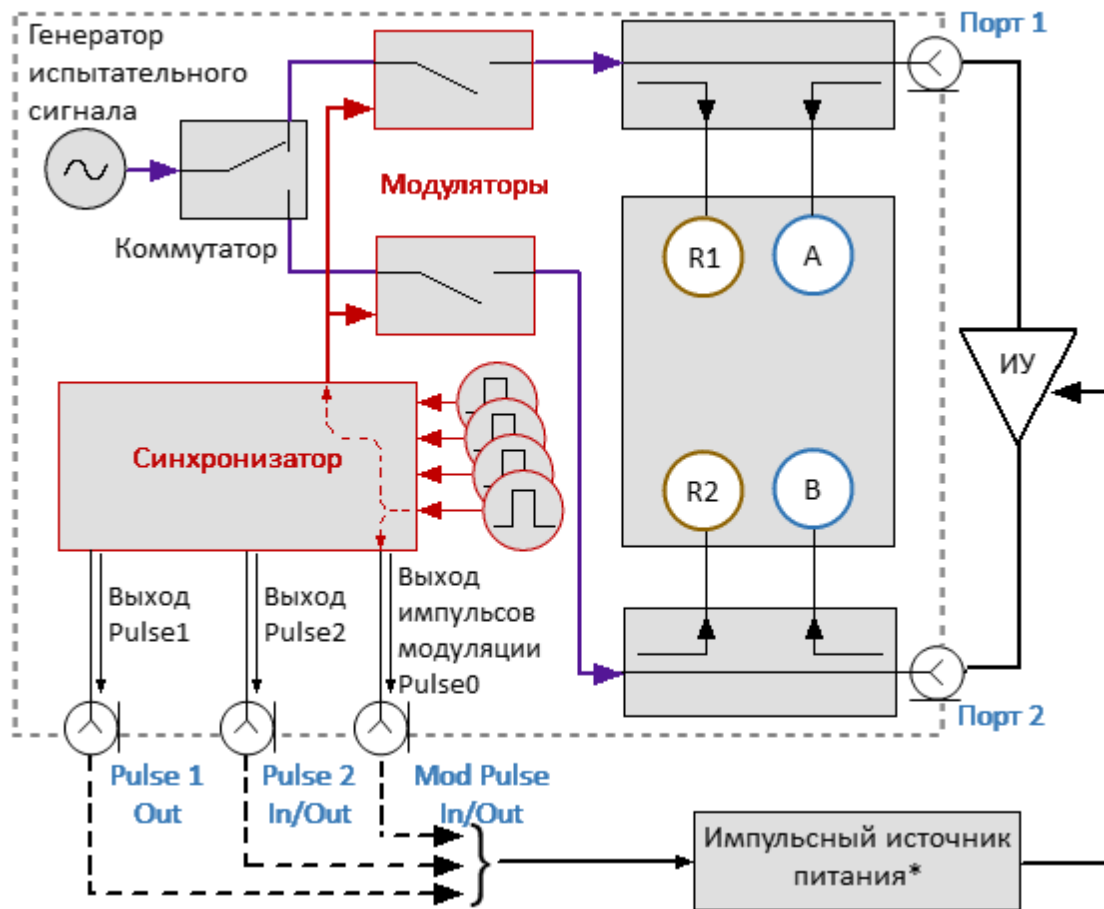 Генератор
испытательного
сигнала
Порт 1
Модуляторы
Коммутатор
R1
A
ИУ
Синхронизатор
R2
B
Выход
Pulse1
Выход
Pulse2
Выход
импульсов
модуляции
Pulse0
Порт 2
Pulse 1
Out
Pulse 2
In/Out
Mod Pulse
In/Out
Импульсный источник
питания*